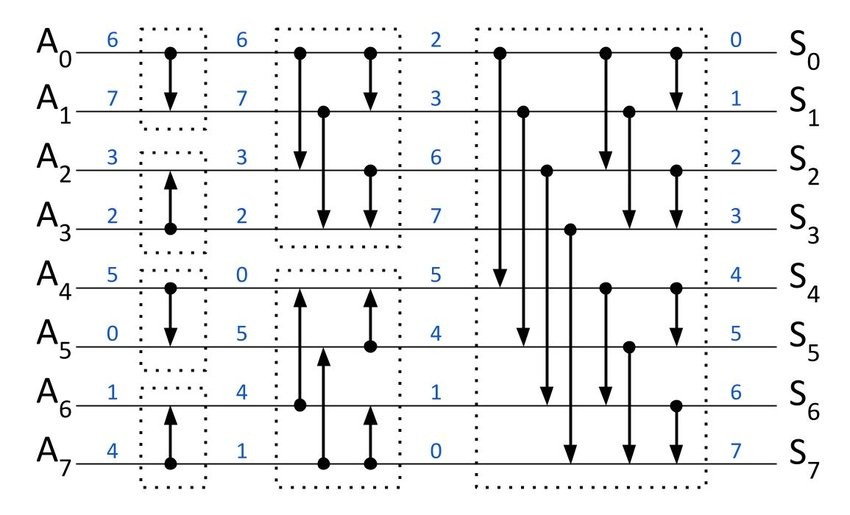 A0 6 6 2 0 S0
A1 7 7 3 1 S1
A2 3 3 6 2 S2
A3 2 2 7 3 S3
A4 5 0 5 4 S4
A5 0 5 4 5 S5
A6 1 4 1 6 S6
A7 4 1 0 7 S7